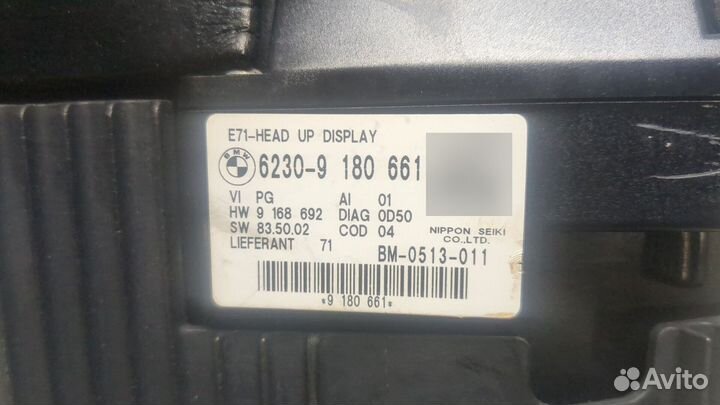 E71-HEAD UP DISPLAY
BMW 6230-9 180 661
VI PG AI 01
HW 9 168 692 DIAG 0D50
SW 83.50.02 COD 04
LIEFERANT 71
NIPPON SEIKI
CO.,LTD.
BM-0513-011
*9 180 661*
Avito